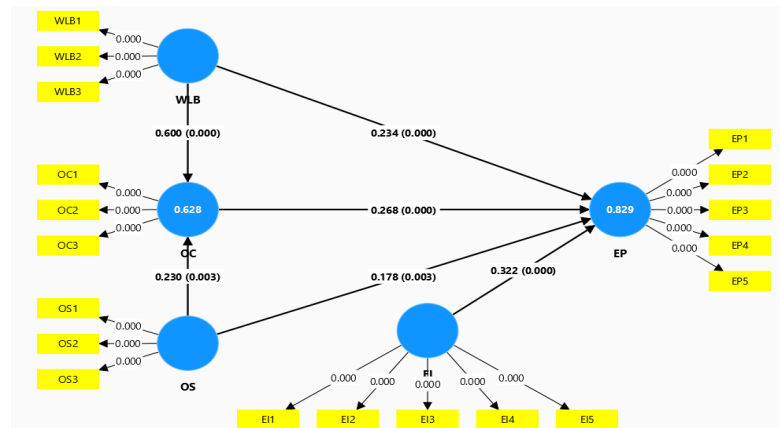 WLB1
0.000
WLB2
0.000
0.000
WLB3
WLB
0.600 (0.000)
0.234 (0.000)
EP1
OC1
0.000
EP2
0.000
0.000
OC2
0.000
0.628
0.268 (0.000)
0.829
0.000
EP3
0.000
0.000
OC3
OC
EP
0.000
EP4
0.230 (0.003)
0.178 (0.003)
0.322 (0.000)
EP5
OS1
0.000
OS2
0.000
0.000
OS3
OS
0.000
0.000
0.000
0.000
0.000
EI1
EI2
EI3
EI4
EI5